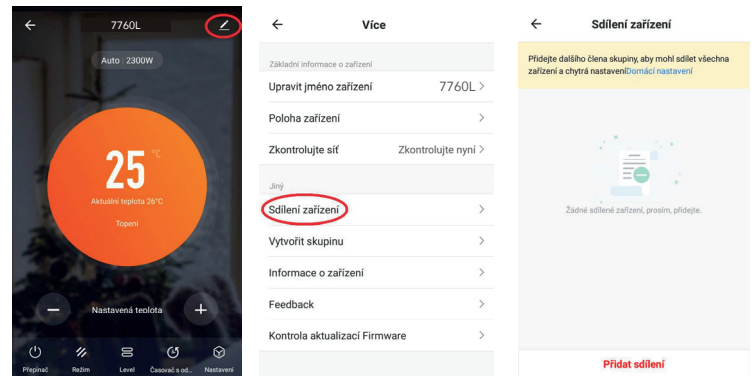 7760L
Auto | 2300W
25 °C
Aktuální teplota 26°C
Topení
Nastavená teplota
Přepínač
Režim
Level
Časovač s od...
Nastavení
Více
Základní informace o zařízení
Upravit jméno zařízení
7760L
Poloha zařízení
Zkontrolujte síť
Zkontrolujte nyní
Jiný
Sdílení zařízení
Vytvořit skupinu
Informace o zařízení
Feedback
Kontrola aktualizací Firmware
Sdílení zařízení
Přidejte dalšího člena skupiny, aby mohl sdílet všechna
zařízení a chytrá nastaveníDomácí nastavení
Žádné sdílené zařízení, prosím, přidejte.
Přidat sdílení